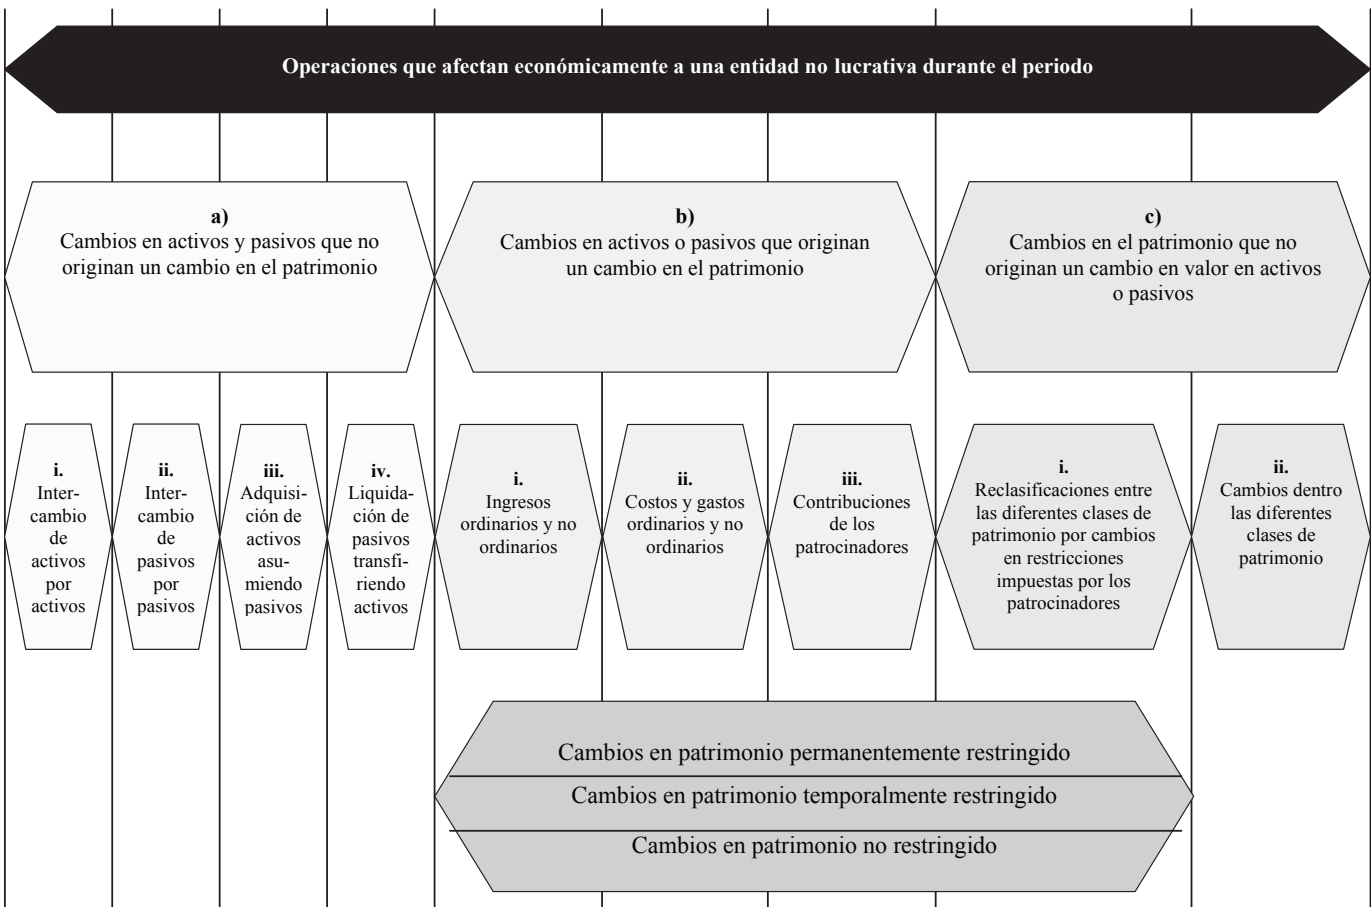 Operaciones que afectan económicamente a una entidad no lucrativa durante el periodo
a)
Cambios en activos y pasivos que no
originan un cambio en el patrimonio
b)
Cambios en activos o pasivos que originan
un cambio en el patrimonio
c)
Cambios en el patrimonio que no
originan un cambio en valor en activos
o pasivos
i.
Inter-
cambio
de
activos
por
activos
ii.
Inter-
cambio
de
pasivos
por
pasivos
iii.
Adquisi-
ción de
activos
asu-
miendo
pasivos
iv.
Liquida-
ción de
pasivos
transfi-
riendo
activos
i.
Ingresos
ordinarios y no
ordinarios
ii.
Costos y gastos
ordinarios y no
ordinarios
iii.
Contribuciones
de los
patrocinadores
i.
Reclasificaciones entre
las diferentes clases de
patrimonio por cambios
en restricciones
impuestas por los
patrocinadores
ii.
Cambios dentro
las diferentes
clases de
patrimonio
Cambios en patrimonio permanentemente restringido
Cambios en patrimonio temporalmente restringido
Cambios en patrimonio no restringido